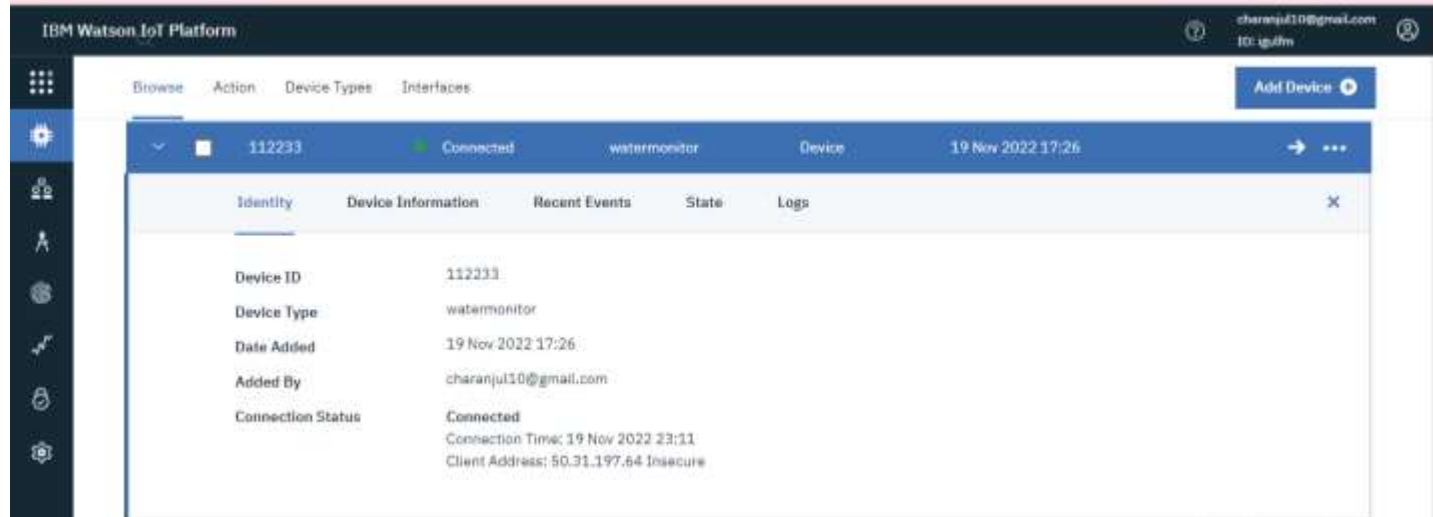 IBM Watson IoT Platform
charanjul10@gmail.com
ID: igulfm
Browse Action Device Types Interfaces
Add Device
112233 Connected watermonitor Device 19 Nov 2022 17:26
Identity Device Information Recent Events State Logs
Device ID 112233
Device Type watermonitor
Date Added 19 Nov 2022 17:26
Added By charanjul10@gmail.com
Connection Status Connected
Connection Time: 19 Nov 2022 23:11
Client Address: 50.31.197.64 Insecure